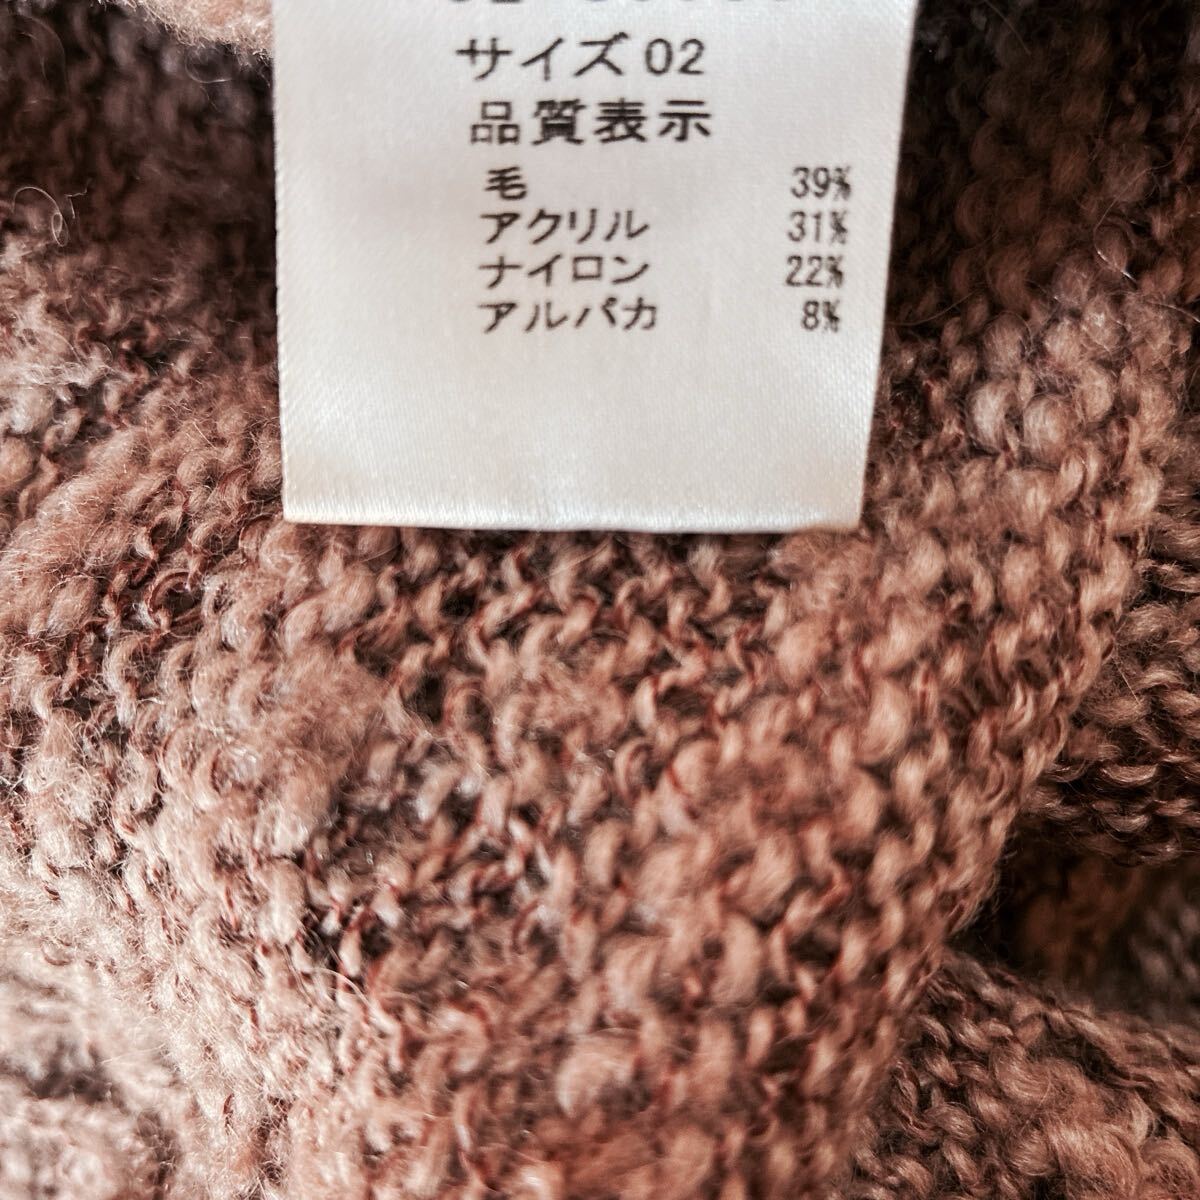 サイズ02
品質表示
毛 39%
アクリル 31%
ナイロン 22%
アルパカ 8%